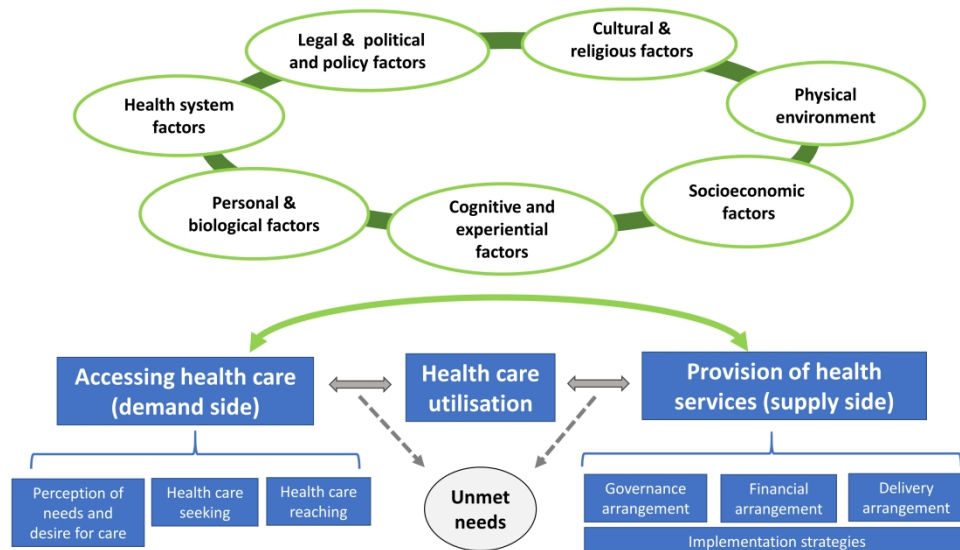 Legal & political
and policy factors
Cultural &
religious factors
Health system
factors
Physical
environment
Personal &
biological factors
Cognitive and
experiential
factors
Socioeconomic
factors
Accessing health care
(demand side)
Health care
utilisation
Provision of health
services (supply side)
Perception of
needs and
desire for care
Health care
seeking
Health care
reaching
Unmet
needs
Governance
arrangement
Financial
arrangement
Delivery
arrangement
Implementation strategies